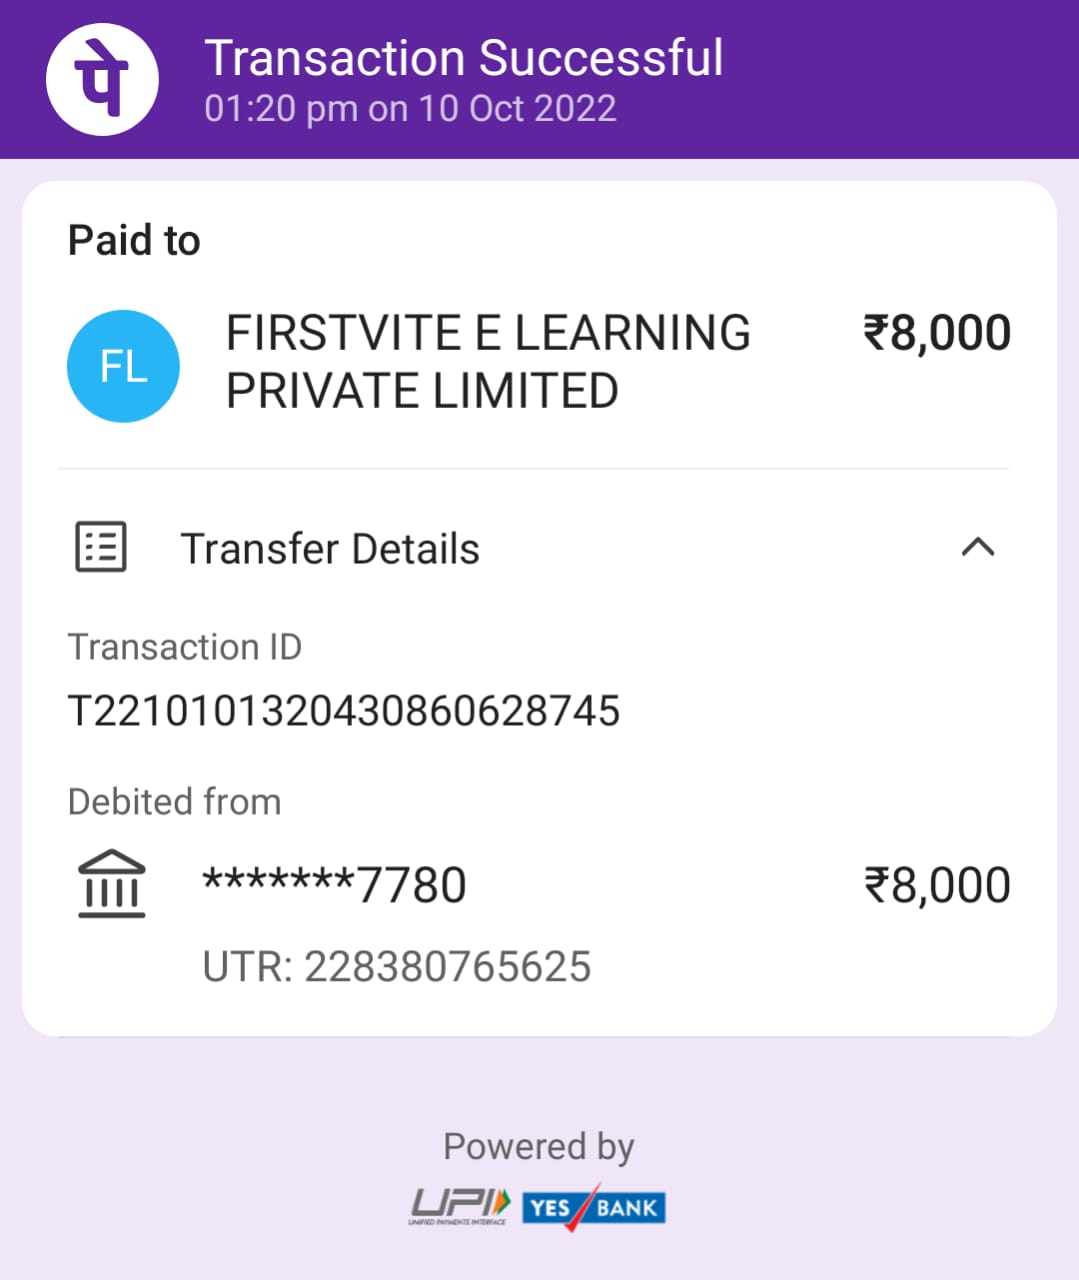 पे
Transaction Successful
01:20 pm on 10 Oct 2022
Paid to
FL
FIRSTVITE E LEARNING
PRIVATE LIMITED
₹8,000
Transfer Details
Transaction ID
T2210101320430860628745
Debited from
*******7780
₹8,000
UTR: 228380765625
Powered by
UPI
UNIFIED PAYMENTS INTERFACE
YES BANK